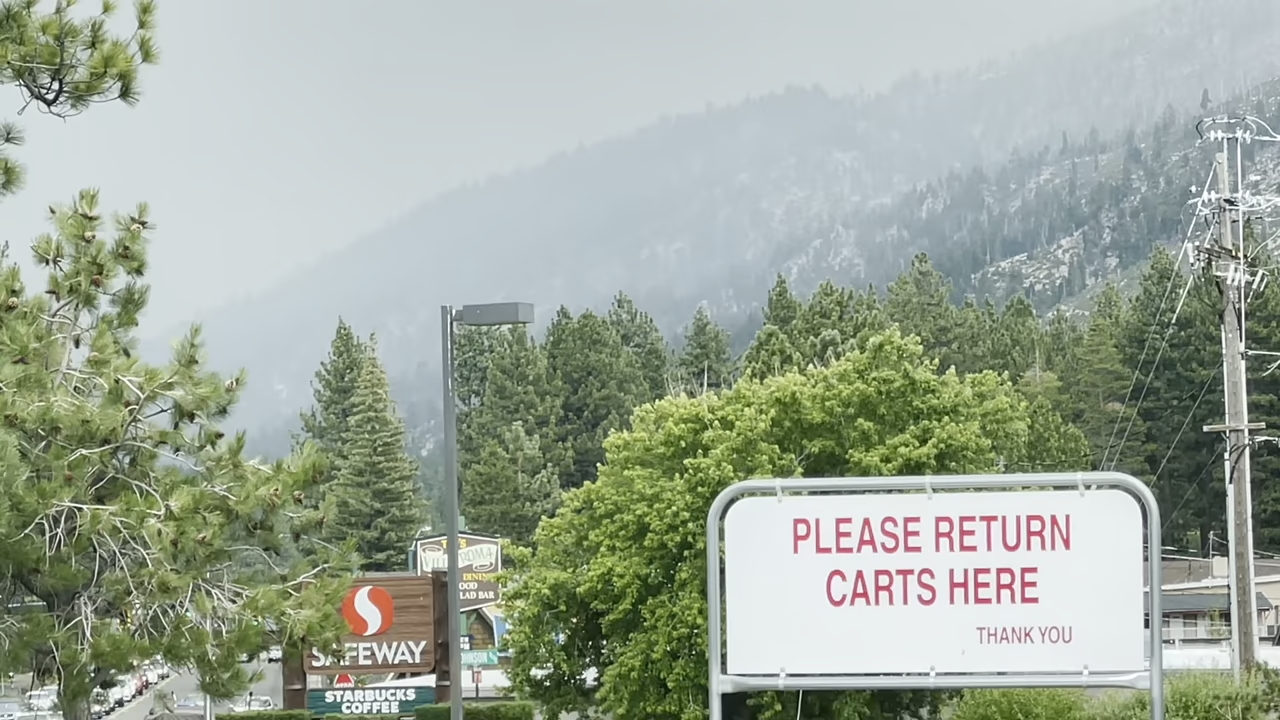 PLEASE RETURN
CARTS HERE
THANK YOU
SAFEWAY
STARBUCKS
COFFEE